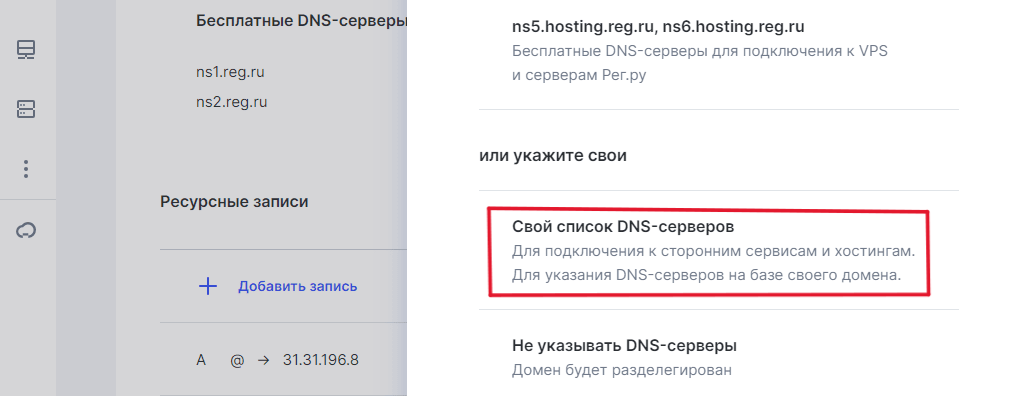 Бесплатные DNS-серверы
ns1.reg.ru
ns2.reg.ru
Ресурсные записи
Добавить запись
A @ → 31.31.196.8
ns5.hosting.reg.ru, ns6.hosting.reg.ru
Бесплатные DNS-серверы для подключения к VPS
и серверам Рег.ру
или укажите свои
Свой список DNS-серверов
Для подключения к сторонним сервисам и хостингам.
Для указания DNS-серверов на базе своего домена.
Не указывать DNS-серверы
Домен будет разделегирован